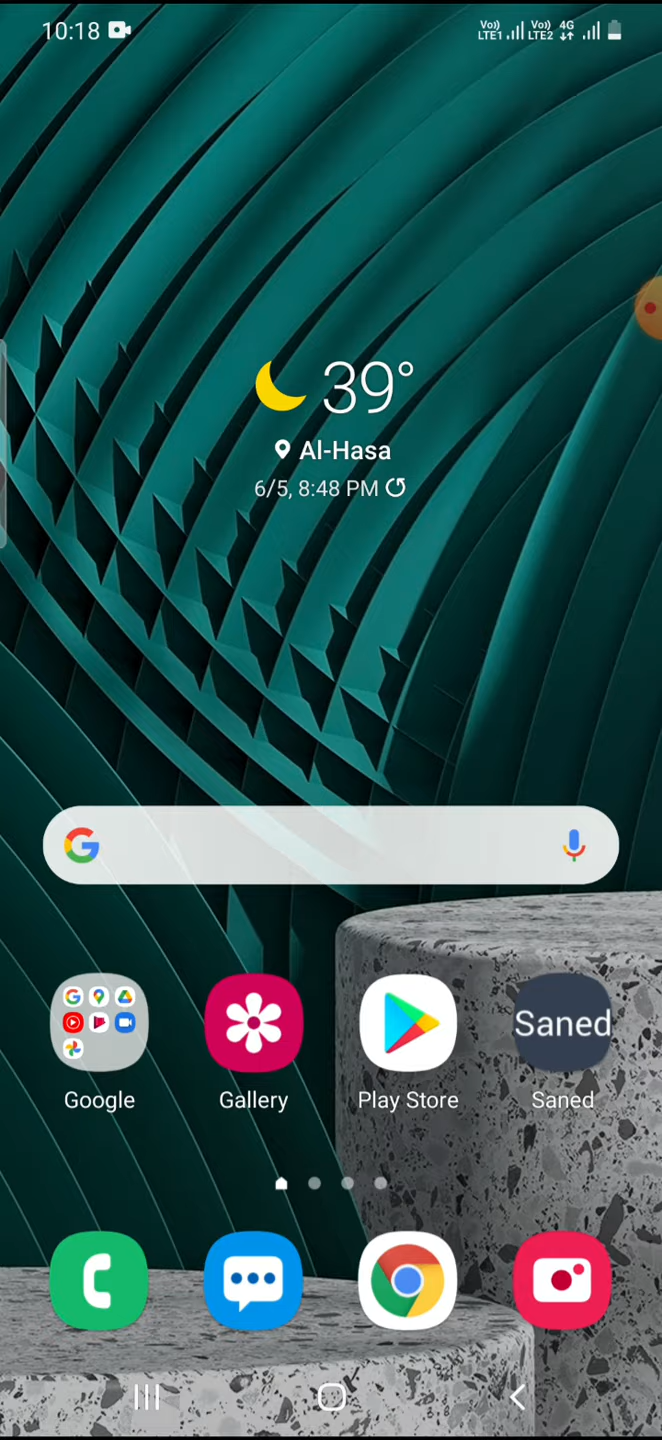 10:18
Vo) LTE1 Vo) LTE2 4G
39°
Al-Hasa
6/5, 8:48 PM
Saned
Google
Gallery
Play Store
Saned